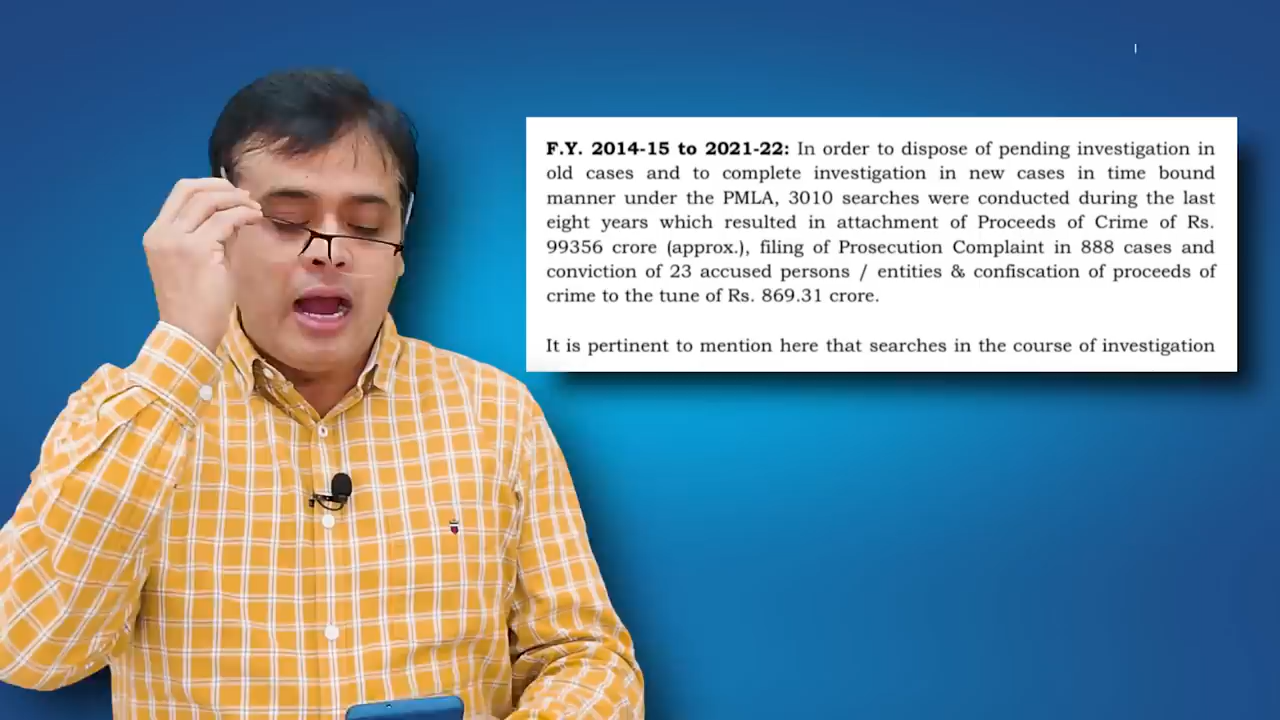 F.Y. 2014-15 to 2021-22: In order to dispose of pending investigation in
old cases and to complete investigation in new cases in time bound
manner under the PMLA, 3010 searches were conducted during the last
eight years which resulted in attachment of Proceeds of Crime of Rs.
99356 crore (approx.), filing of Prosecution Complaint in 888 cases and
conviction of 23 accused persons / entities & confiscation of proceeds of
crime to the tune of Rs. 869.31 crore.
It is pertinent to mention here that searches in the course of investigation